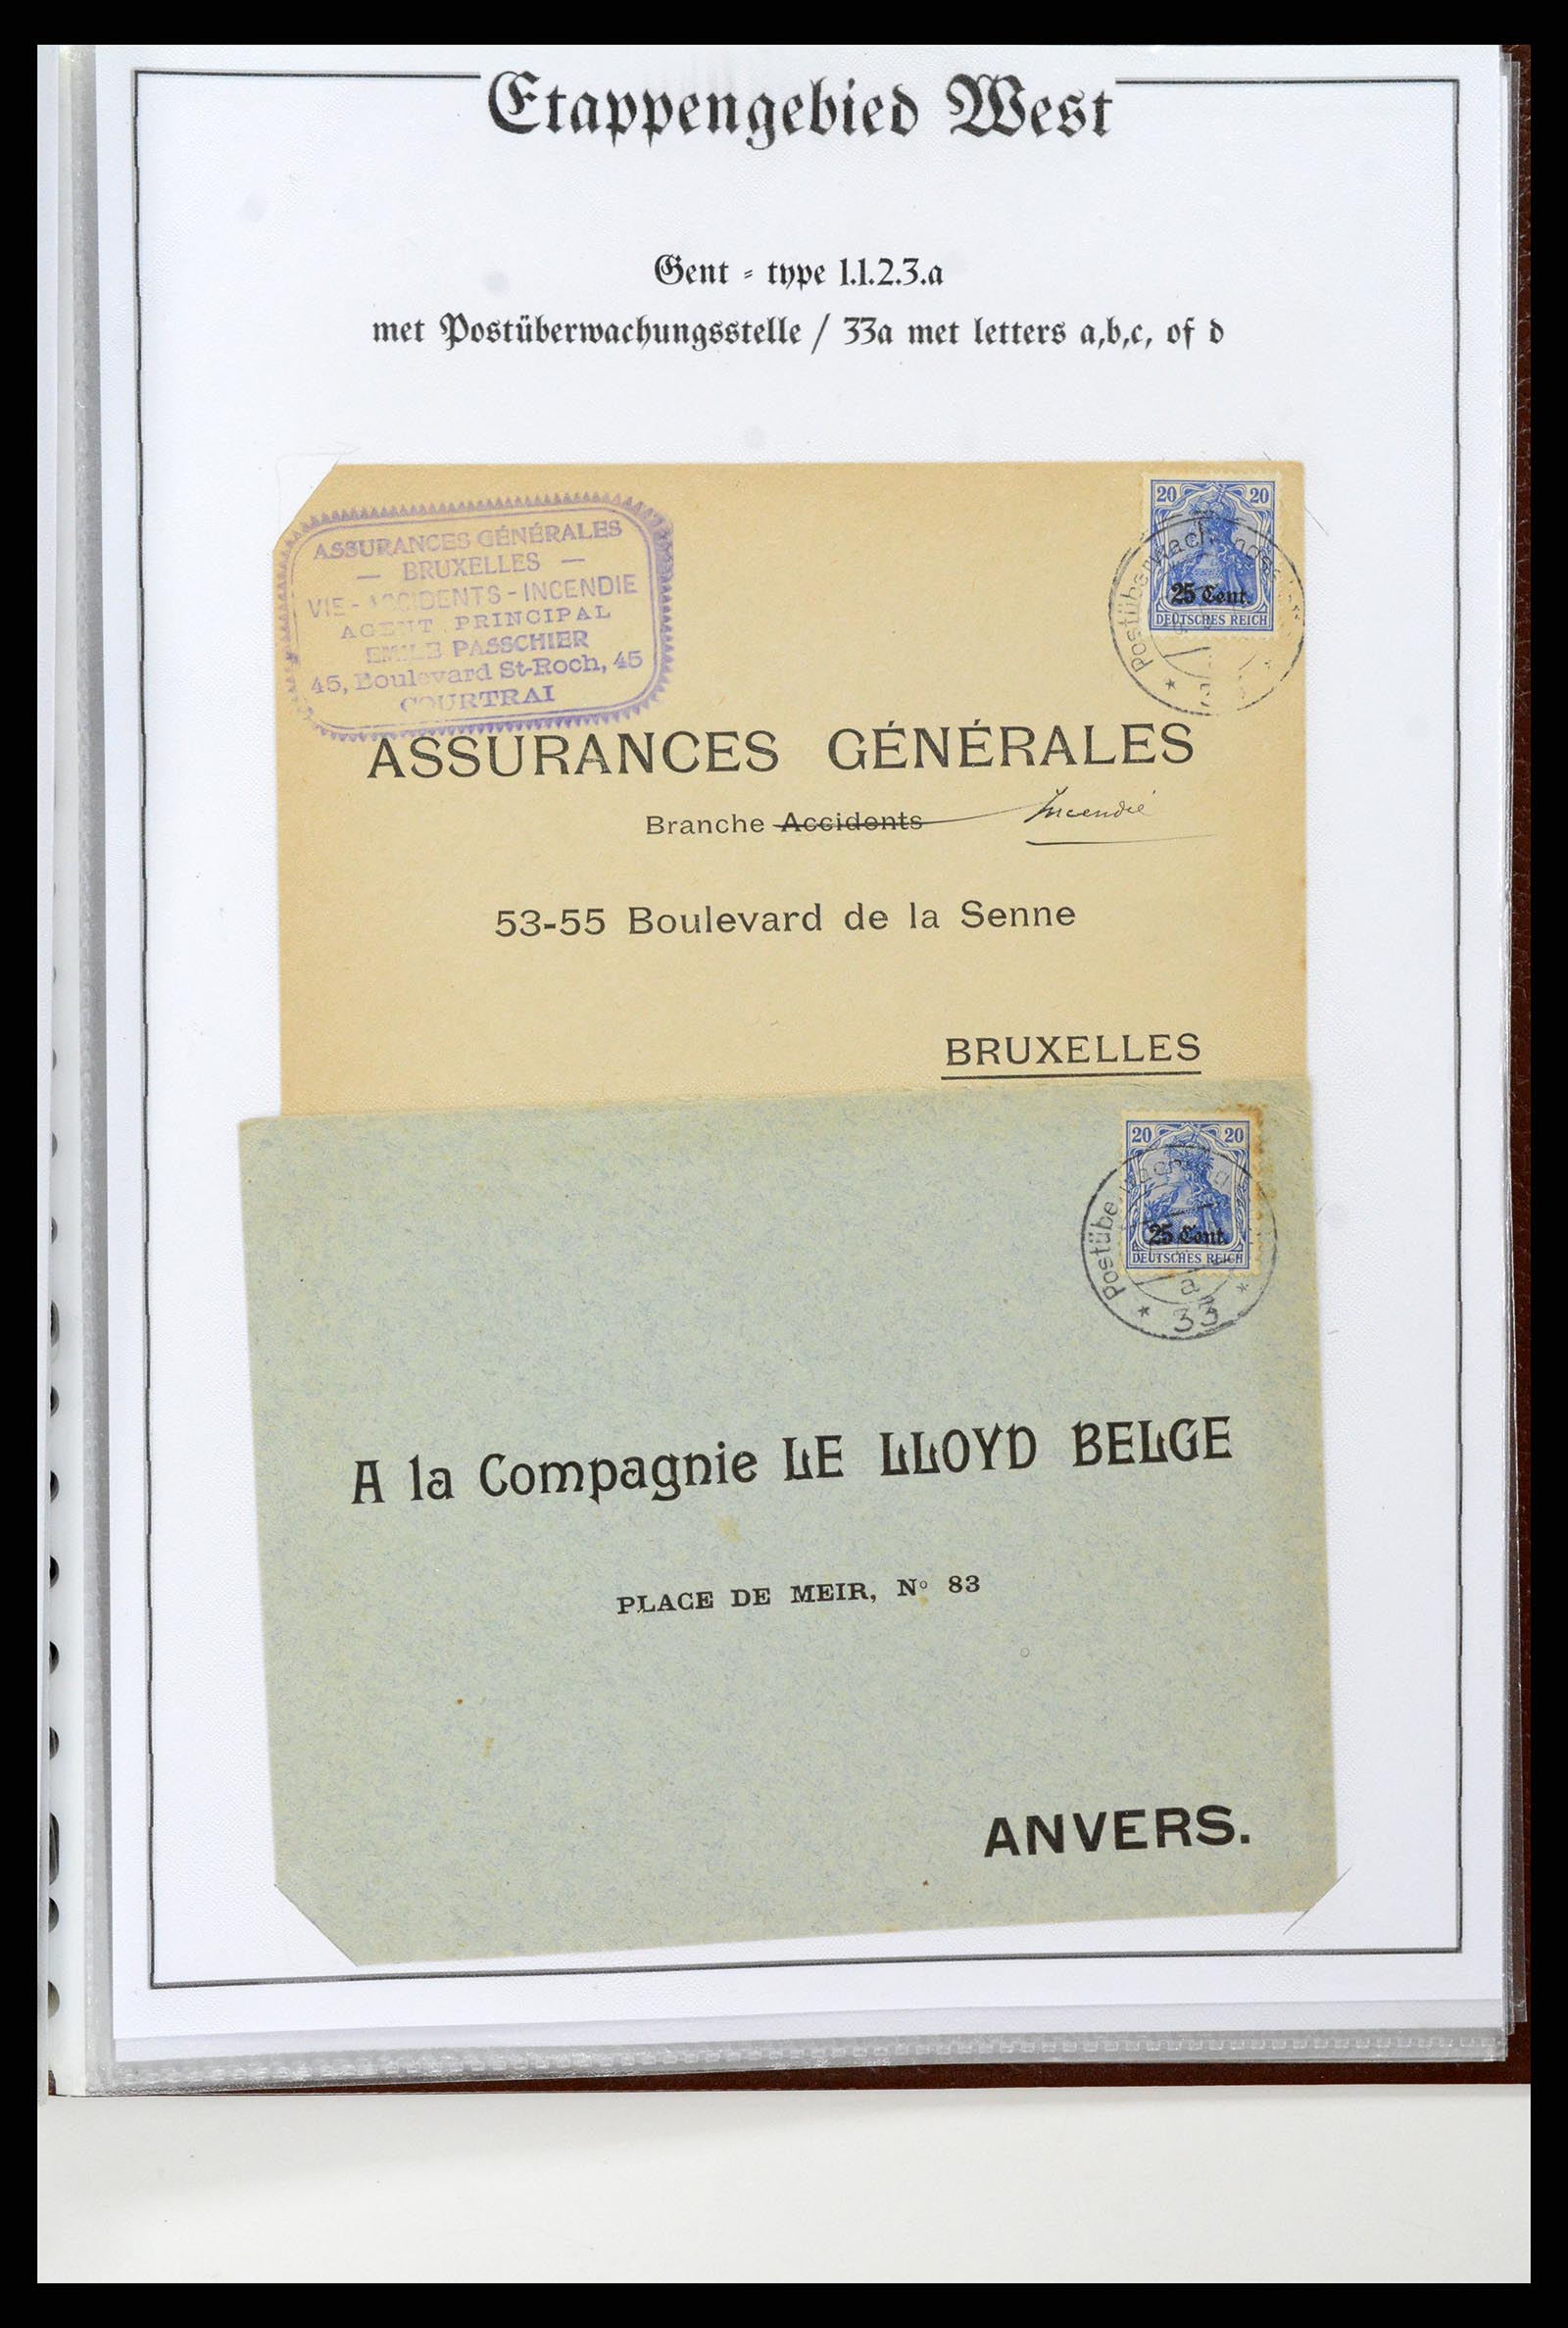 Etappengebied West
Gent - type 1.1.2.3.a
met Postüberwachungsstelle / 33a met letters a,b,c, of d
ASSURANCES GÉNÉRALES
— BRUXELLES —
VIE - ACCIDENTS - INCENDIE
AGENT PRINCIPAL
EMILE PASSCHIER
45, Boulevard St-Roch, 45
COURTRAI
20 20
25 Cent.
DEUTSCHES REICH
ASSURANCES GÉNÉRALES
Branche Accidents Incendie
53-55 Boulevard de la Senne
BRUXELLES
20 20
25 Cent.
DEUTSCHES REICH
a
* 33 *
A la Compagnie LE LLOYD BELGE
PLACE DE MEIR, No 83
ANVERS.